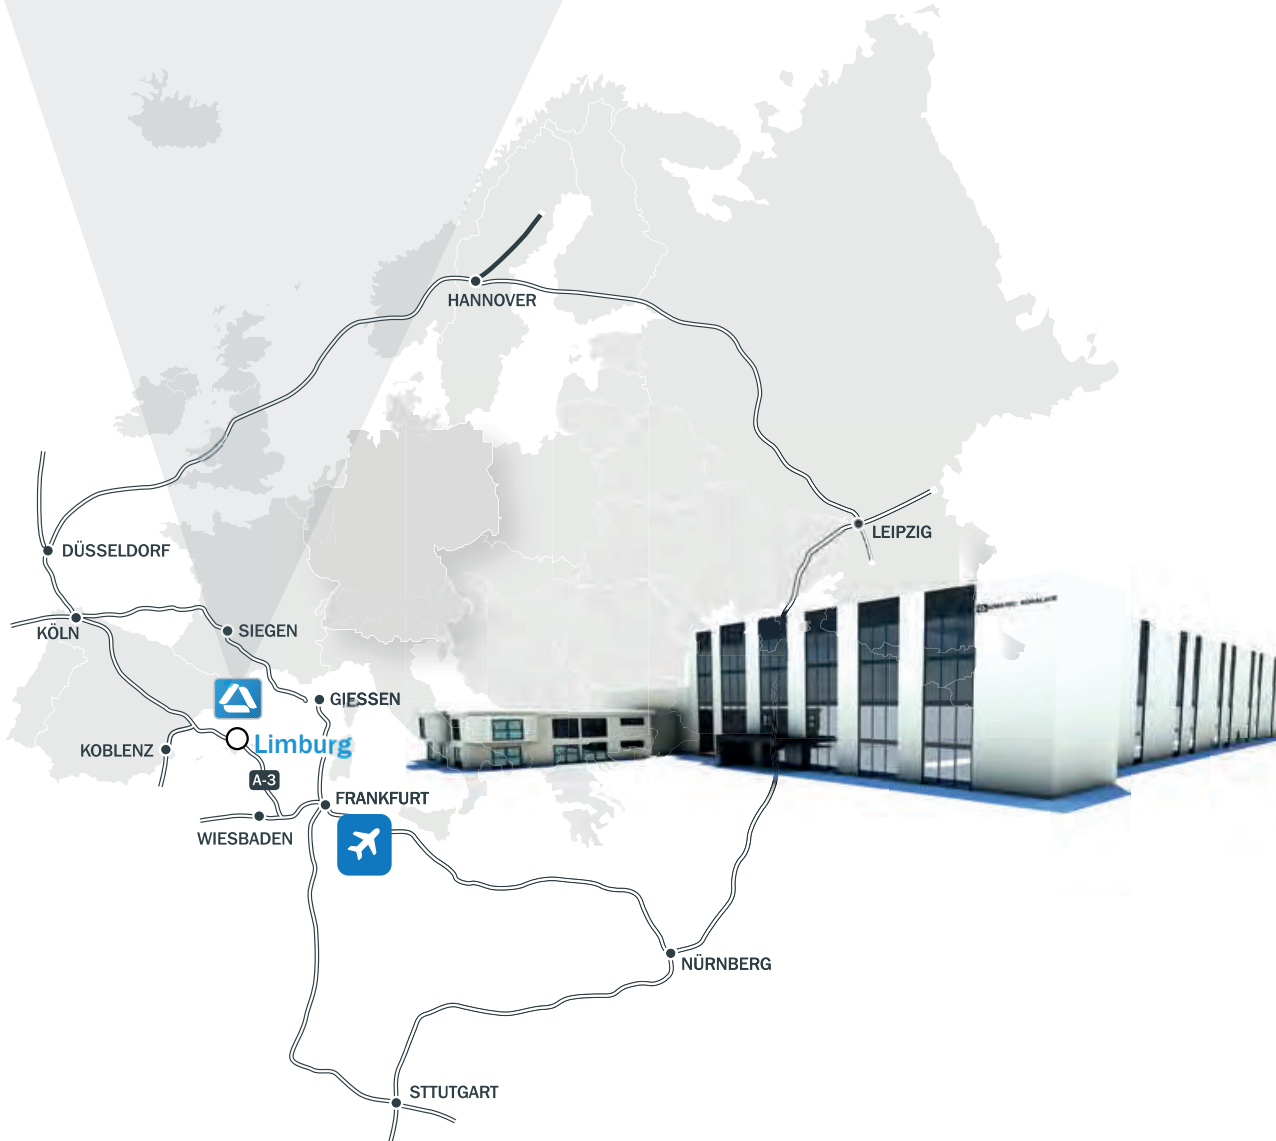 HANNOVER
LEIPZIG
DÜSSELDORF
KÖLN
SIEGEN
GIESSEN
Limburg
KOBLENZ
A-3
FRANKFURT
WIESBADEN
NÜRNBERG
STTUTGART